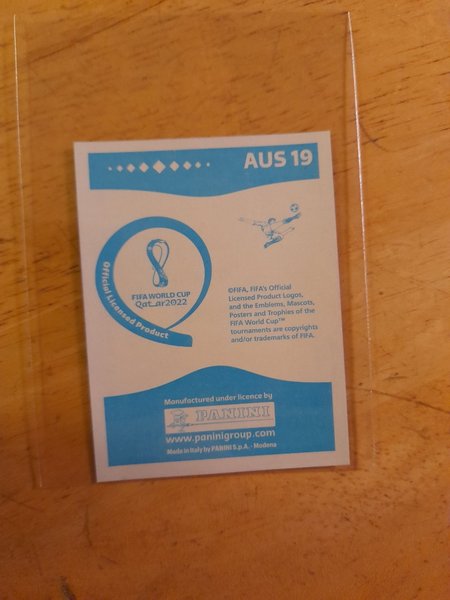 AUS 19
FIFA WORLD CUP
Qatar2022
Official Licensed Product
©FIFA, FIFA's Official
Licensed Product Logos,
and the Emblems, Mascots,
Posters and Trophies of the
FIFA World Cup™
tournaments are copyrights
and/or trademarks of FIFA.
Manufactured under licence by
PANINI
www.paninigroup.com
Made in Italy by PANINI S.p.A. - Modena